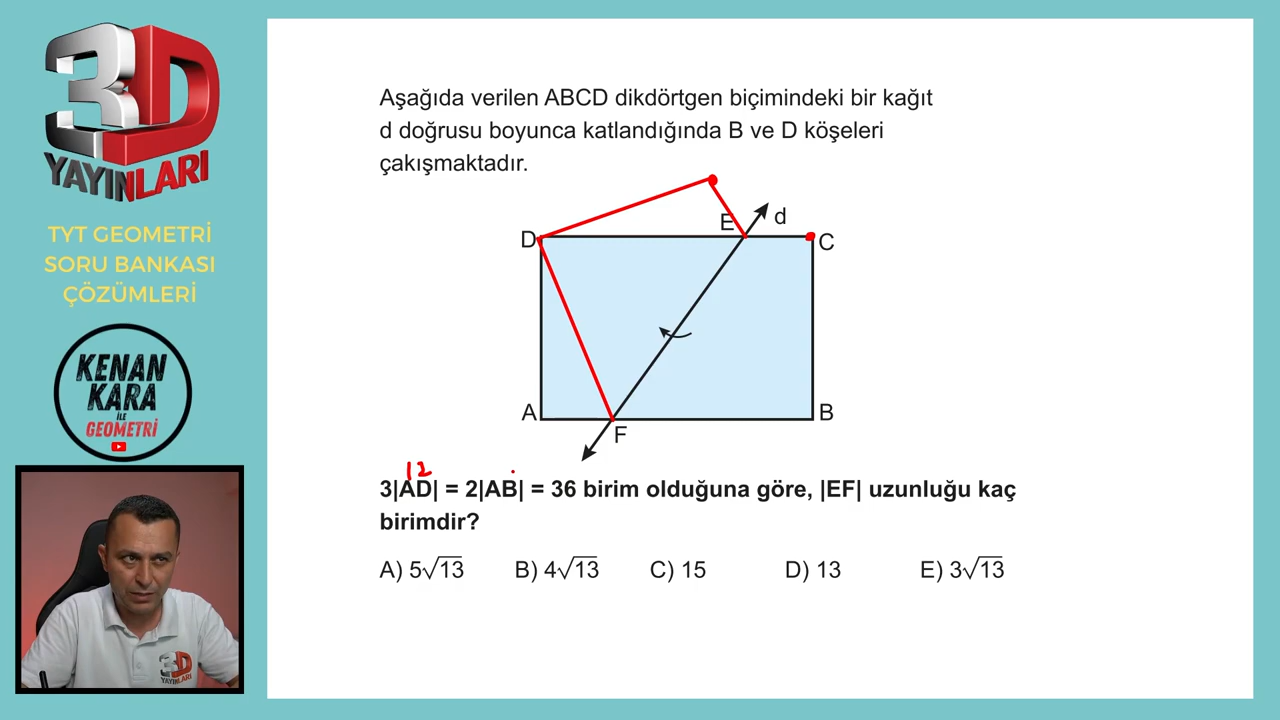 3D
YAYINLARI
TYT GEOMETRİ
SORU BANKASI
ÇÖZÜMLERİ
KENAN
KARA
İLE
GEOMETRİ
3D
YAYINLARI
Aşağıda verilen ABCD dikdörtgen biçimindeki bir kağıt
d doğrusu boyunca katlandığında B ve D köşeleri
çakışmaktadır.
E d
D C
A B
F
12
3|AD| = 2|AB| = 36 birim olduğuna göre, |EF| uzunluğu kaç
birimdir?
A) 5√13 B) 4√13 C) 15 D) 13 E) 3√13